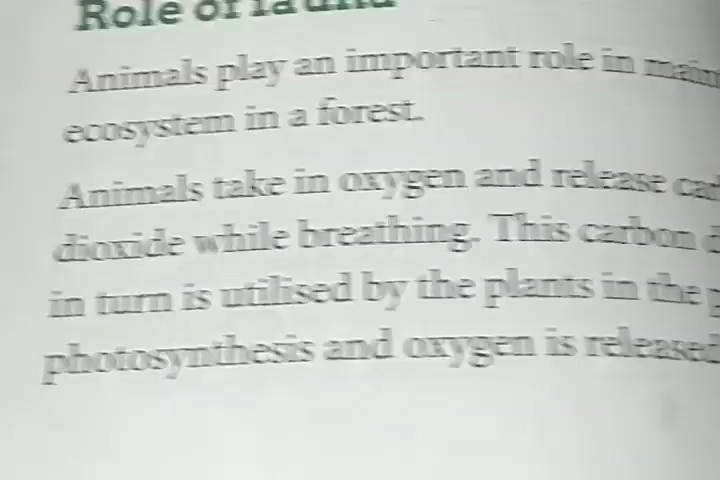 Role of fauna
Animals play an important role in
ecosystem in a forest.
Animals take in oxygen and release
dioxide while breathing. This carbon
in turn is utilised by the plants in the
photosynthesis and oxygen is released